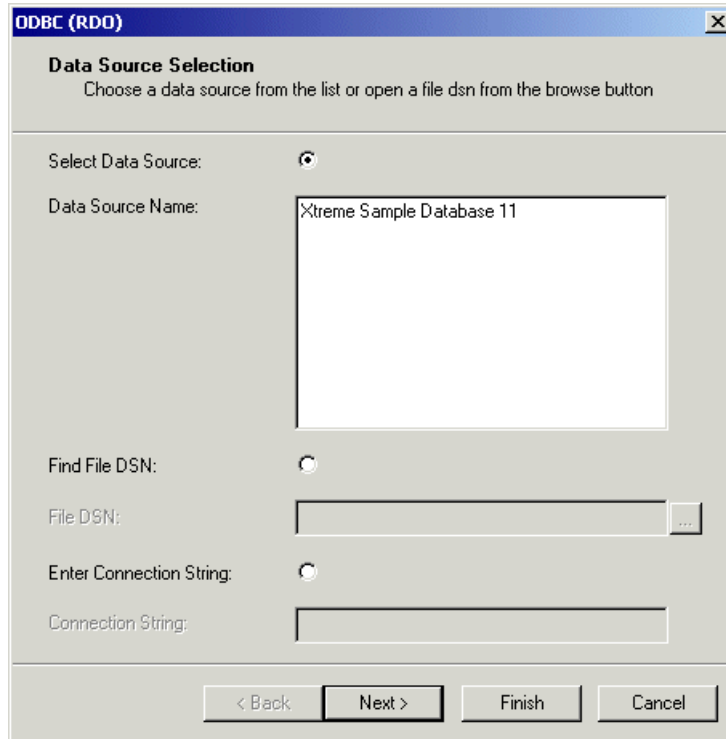 ODBC (RDO)
Data Source Selection
Choose a data source from the list or open a file dsn from the browse button
Select Data Source:
Data Source Name:
Xtreme Sample Database 11
Find File DSN:
File DSN:
...
Enter Connection String:
Connection String:
< Back
Next >
Finish
Cancel